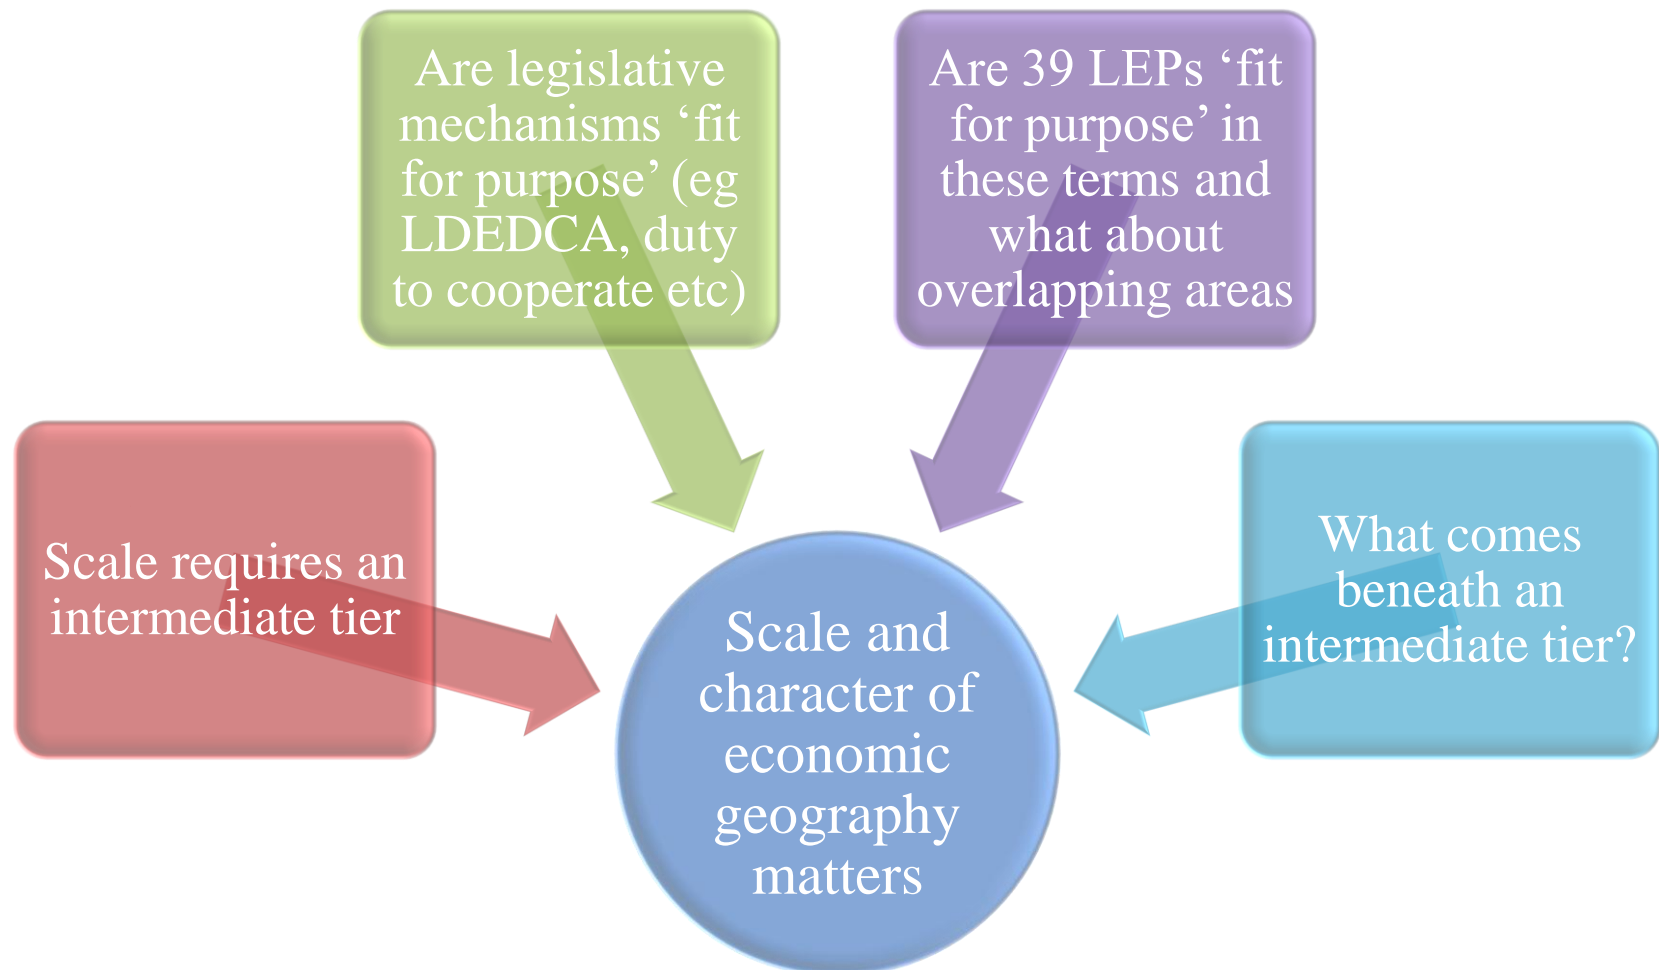 Are legislative
mechanisms ‘fit
for purpose’ (eg
LDEDCA, duty
to cooperate etc)
Are 39 LEPs ‘fit
for purpose’ in
these terms and
what about
overlapping areas
Scale requires an
intermediate tier
What comes
beneath an
intermediate tier?
Scale and
character of
economic
geography
matters